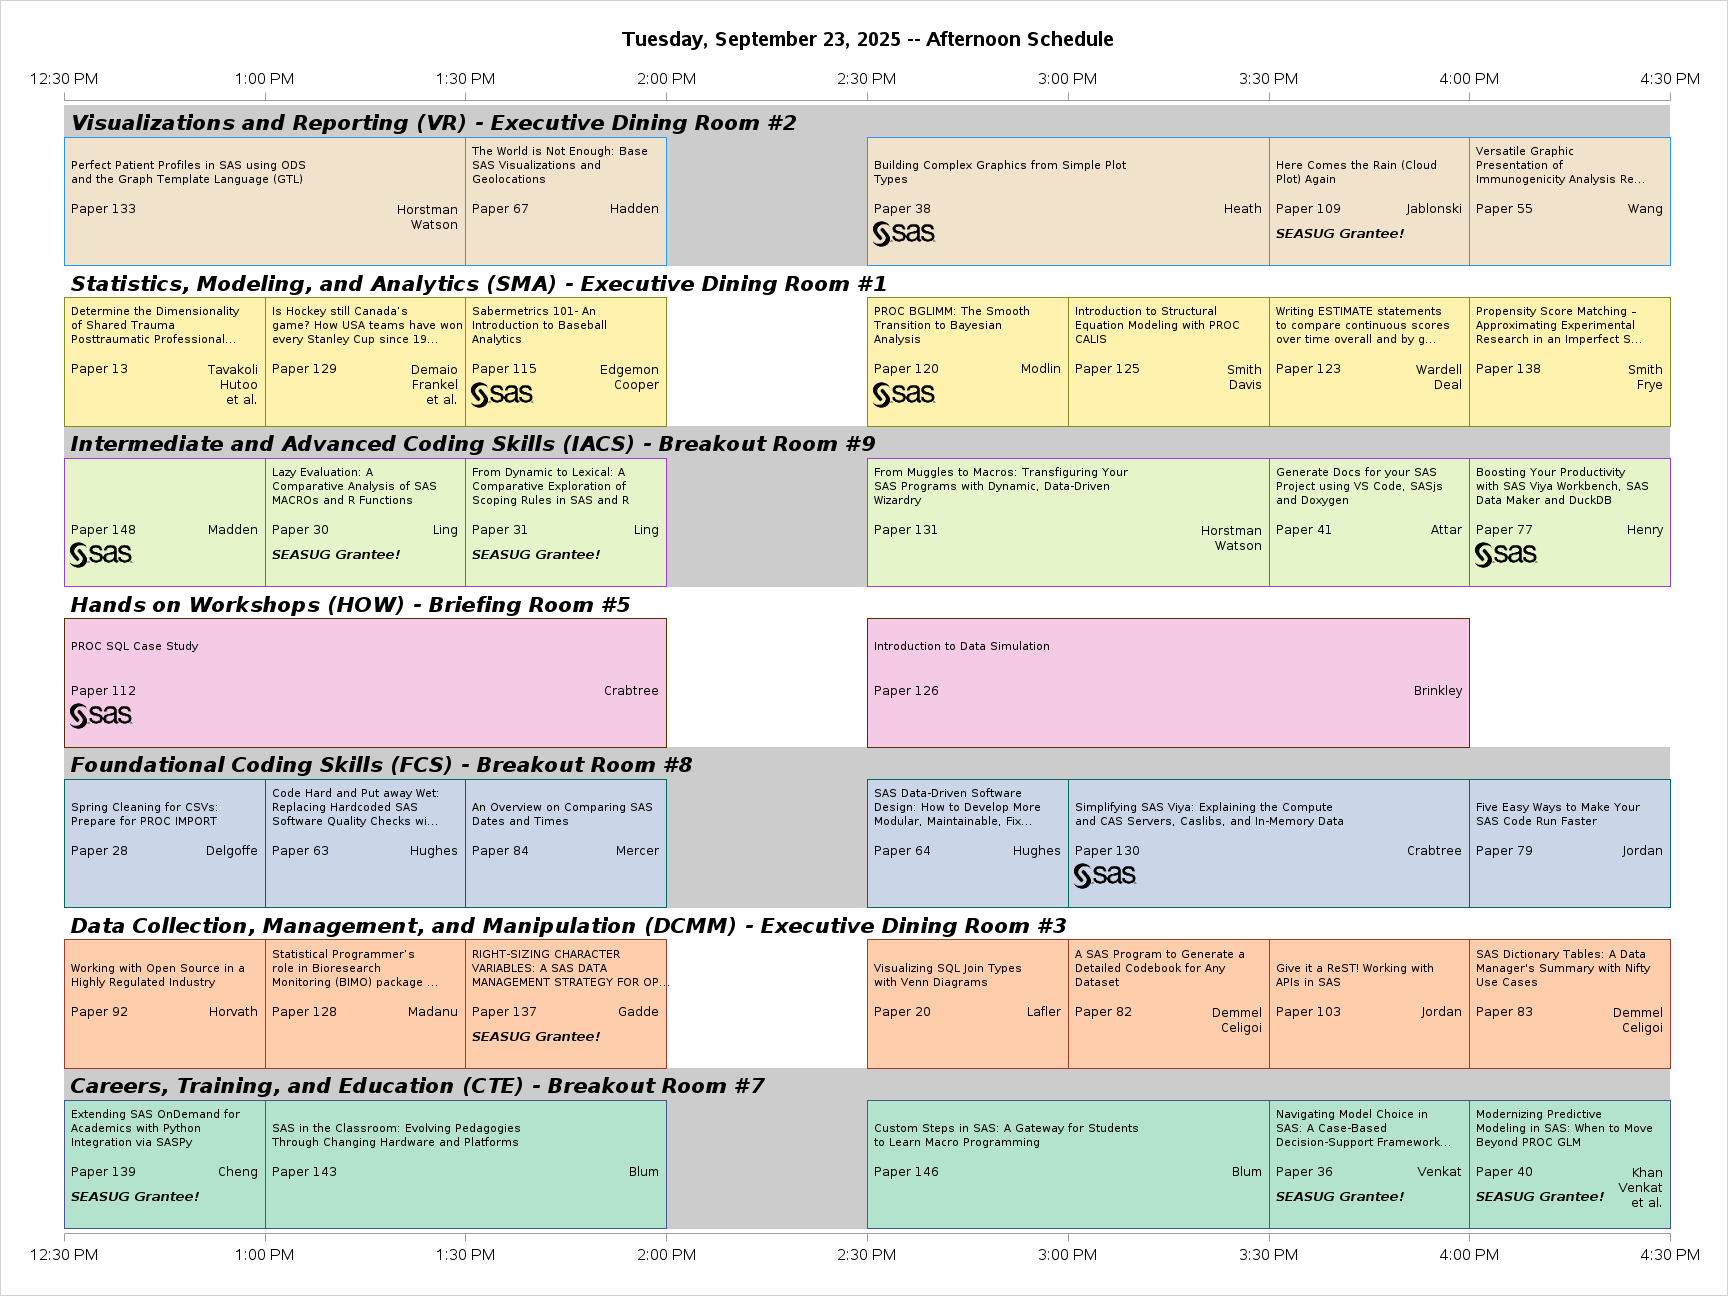 Tuesday, September 23, 2025 -- Afternoon Schedule
12:30 PM 1:00 PM 1:30 PM 2:00 PM 2:30 PM 3:00 PM 3:30 PM 4:00 PM 4:30 PM
Visualizations and Reporting (VR) - Executive Dining Room #2
Perfect Patient Profiles in SAS using ODS
and the Graph Template Language (GTL)
Paper 133
Horstman
Watson
The World is Not Enough: Base
SAS Visualizations and
Geolocations
Paper 67 Hadden
Building Complex Graphics from Simple Plot
Types
Paper 38 Heath
sas
Here Comes the Rain (Cloud
Plot) Again
Paper 109 Jablonski
SEASUG Grantee!
Versatile Graphic
Presentation of
Immunogenicity Analysis Re...
Paper 55 Wang
Statistics, Modeling, and Analytics (SMA) - Executive Dining Room #1
Determine the Dimensionality
of Shared Trauma
Posttraumatic Professional...
Paper 13 Tavakoli
Hutoo
et al.
Is Hockey still Canada's
game? How USA teams have won
every Stanley Cup since 19...
Paper 129 Demaio
Frankel
et al.
Sabermetrics 101- An
Introduction to Baseball
Analytics
Paper 115 Edgemon
Cooper
sas
PROC BGLIMM: The Smooth
Transition to Bayesian
Analysis
Paper 120 Modlin
sas
Introduction to Structural
Equation Modeling with PROC
CALIS
Paper 125 Smith
Davis
Writing ESTIMATE statements
to compare continuous scores
over time overall and by g...
Paper 123 Wardell
Deal
Propensity Score Matching –
Approximating Experimental
Research in an Imperfect S...
Paper 138 Smith
Frye
Intermediate and Advanced Coding Skills (IACS) - Breakout Room #9
Paper 148 Madden
sas
Lazy Evaluation: A
Comparative Analysis of SAS
MACROs and R Functions
Paper 30 Ling
SEASUG Grantee!
From Dynamic to Lexical: A
Comparative Exploration of
Scoping Rules in SAS and R
Paper 31 Ling
SEASUG Grantee!
From Muggles to Macros: Transfiguring Your
SAS Programs with Dynamic, Data-Driven
Wizardry
Paper 131 Horstman
Watson
Generate Docs for your SAS
Project using VS Code, SASjs
and Doxygen
Paper 41 Attar
Boosting Your Productivity
with SAS Viya Workbench, SAS
Data Maker and DuckDB
Paper 77 Henry
sas
Hands on Workshops (HOW) - Briefing Room #5
PROC SQL Case Study
Paper 112 Crabtree
sas
Introduction to Data Simulation
Paper 126 Brinkley
Foundational Coding Skills (FCS) - Breakout Room #8
Spring Cleaning for CSVs:
Prepare for PROC IMPORT
Paper 28 Delgoffe
Code Hard and Put away Wet:
Replacing Hardcoded SAS
Software Quality Checks wi...
Paper 63 Hughes
An Overview on Comparing SAS
Dates and Times
Paper 84 Mercer
SAS Data-Driven Software
Design: How to Develop More
Modular, Maintainable, Fix...
Paper 64 Hughes
Simplifying SAS Viya: Explaining the Compute
and CAS Servers, Caslibs, and In-Memory Data
Paper 130 Crabtree
sas
Five Easy Ways to Make Your
SAS Code Run Faster
Paper 79 Jordan
Data Collection, Management, and Manipulation (DCMM) - Executive Dining Room #3
Working with Open Source in a
Highly Regulated Industry
Paper 92 Horvath
Statistical Programmer's
role in Bioresearch
Monitoring (BIMO) package ...
Paper 128 Madanu
RIGHT-SIZING CHARACTER
VARIABLES: A SAS DATA
MANAGEMENT STRATEGY FOR OP...
Paper 137 Gadde
SEASUG Grantee!
Visualizing SQL Join Types
with Venn Diagrams
Paper 20 Lafler
A SAS Program to Generate a
Detailed Codebook for Any
Dataset
Paper 82 Demmel
Celigoi
Give it a ReST! Working with
APIs in SAS
Paper 103 Jordan
SAS Dictionary Tables: A Data
Manager's Summary with Nifty
Use Cases
Paper 83 Demmel
Celigoi
Careers, Training, and Education (CTE) - Breakout Room #7
Extending SAS OnDemand for
Academics with Python
Integration via SASPy
Paper 139 Cheng
SEASUG Grantee!
SAS in the Classroom: Evolving Pedagogies
Through Changing Hardware and Platforms
Paper 143 Blum
Custom Steps in SAS: A Gateway for Students
to Learn Macro Programming
Paper 146 Blum
Navigating Model Choice in
SAS: A Case-Based
Decision-Support Framework...
Paper 36 Venkat
SEASUG Grantee!
Modernizing Predictive
Modeling in SAS: When to Move
Beyond PROC GLM
Paper 40 Khan
Venkat
SEASUG Grantee! et al.
12:30 PM 1:00 PM 1:30 PM 2:00 PM 2:30 PM 3:00 PM 3:30 PM 4:00 PM 4:30 PM